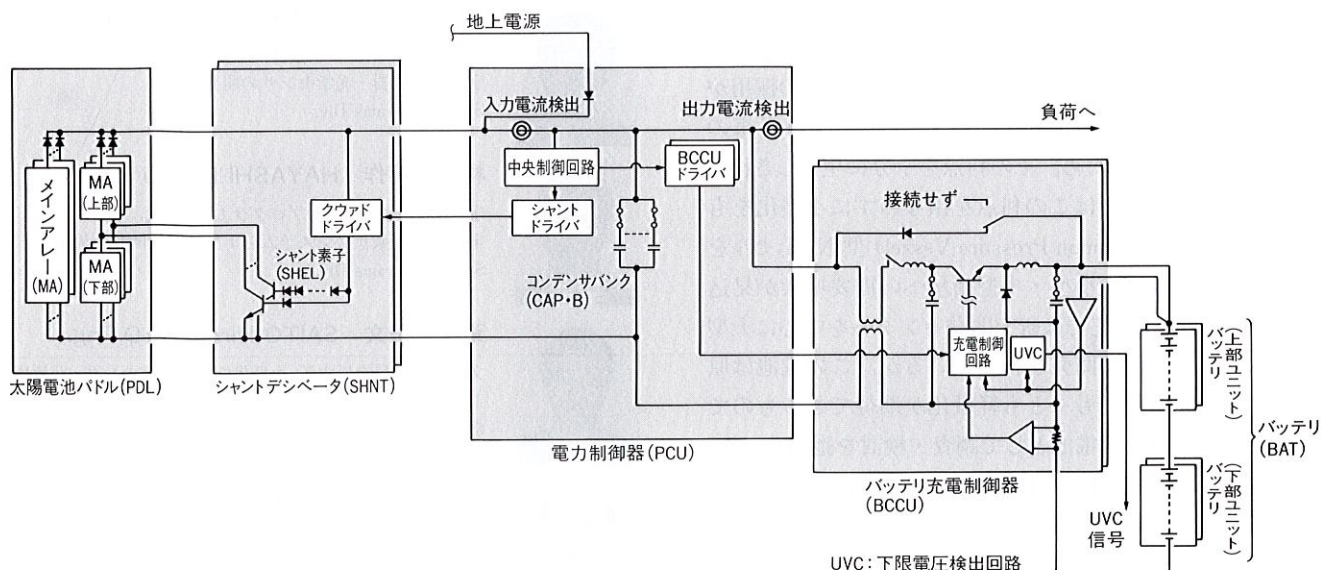 地上電源
入力電流検出
出力電流検出
負荷へ
メインアレー
(MA)
MA
(上部)
MA
(下部)
太陽電池パドル(PDL)
クワァド
ドライバ
シャント素子
(SHEL)
シャントデシペータ(SHNT)
中央制御回路
シャント
ドライバ
BCCU
ドライバ
コンデンサバンク
(CAP・B)
電力制御器(PCU)
接続せず
充電制御
回路
UVC
バッテリ充電制御器
(BCCU)
UVC
信号
バッテリ
(上部ユニット)
バッテリ
(下部ユニット)
バッテリ
(BAT)
UVC:下限電圧検出回路